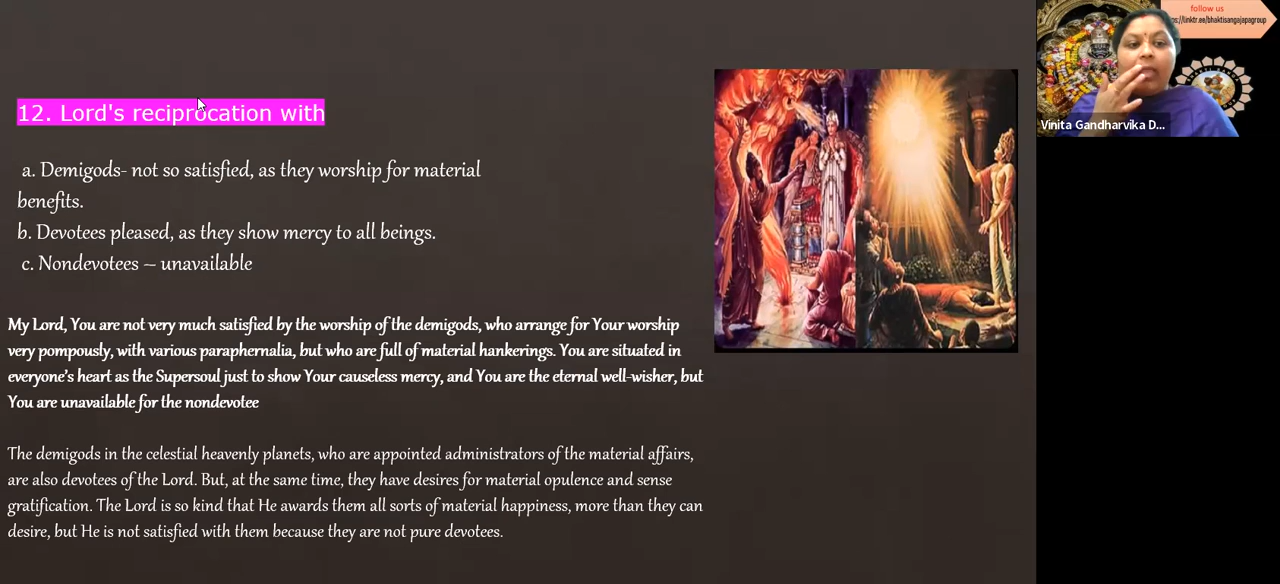 12. Lord's reciprocation with
a. Demigods- not so satisfied, as they worship for material
benefits.
b. Devotees pleased, as they show mercy to all beings.
c. Nondevotees – unavailable
My Lord, You are not very much satisfied by the worship of the demigods, who arrange for Your worship
very pompously, with various paraphernalia, but who are full of material hankerings. You are situated in
everyone's heart as the Supersoul just to show Your causeless mercy, and You are the eternal well-wisher, but
You are unavailable for the nondevotee
The demigods in the celestial heavenly planets, who are appointed administrators of the material affairs,
are also devotees of the Lord. But, at the same time, they have desires for material opulence and sense
gratification. The Lord is so kind that He awards them all sorts of material happiness, more than they can
desire, but He is not satisfied with them because they are not pure devotees.
follow us
s://linktr.ee/bhaktisangajapagroup
Vinita Gandharvika D...